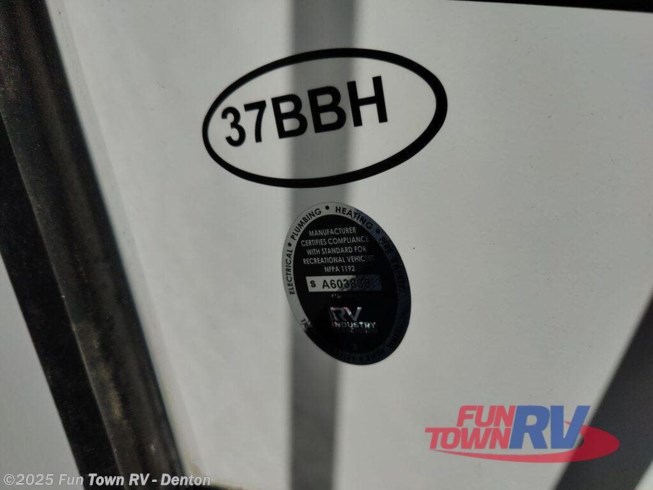 37BBH
ELECTRICAL • PLUMBING • HEATING •
MANUFACTURER
CERTIFIES COMPLIANCE
WITH STANDARD FOR
RECREATIONAL VEHICLES
NFPA 1192
S
RV
INDUSTRY
FUN
TOWN RV
©2025 Fun Town RV - Denton